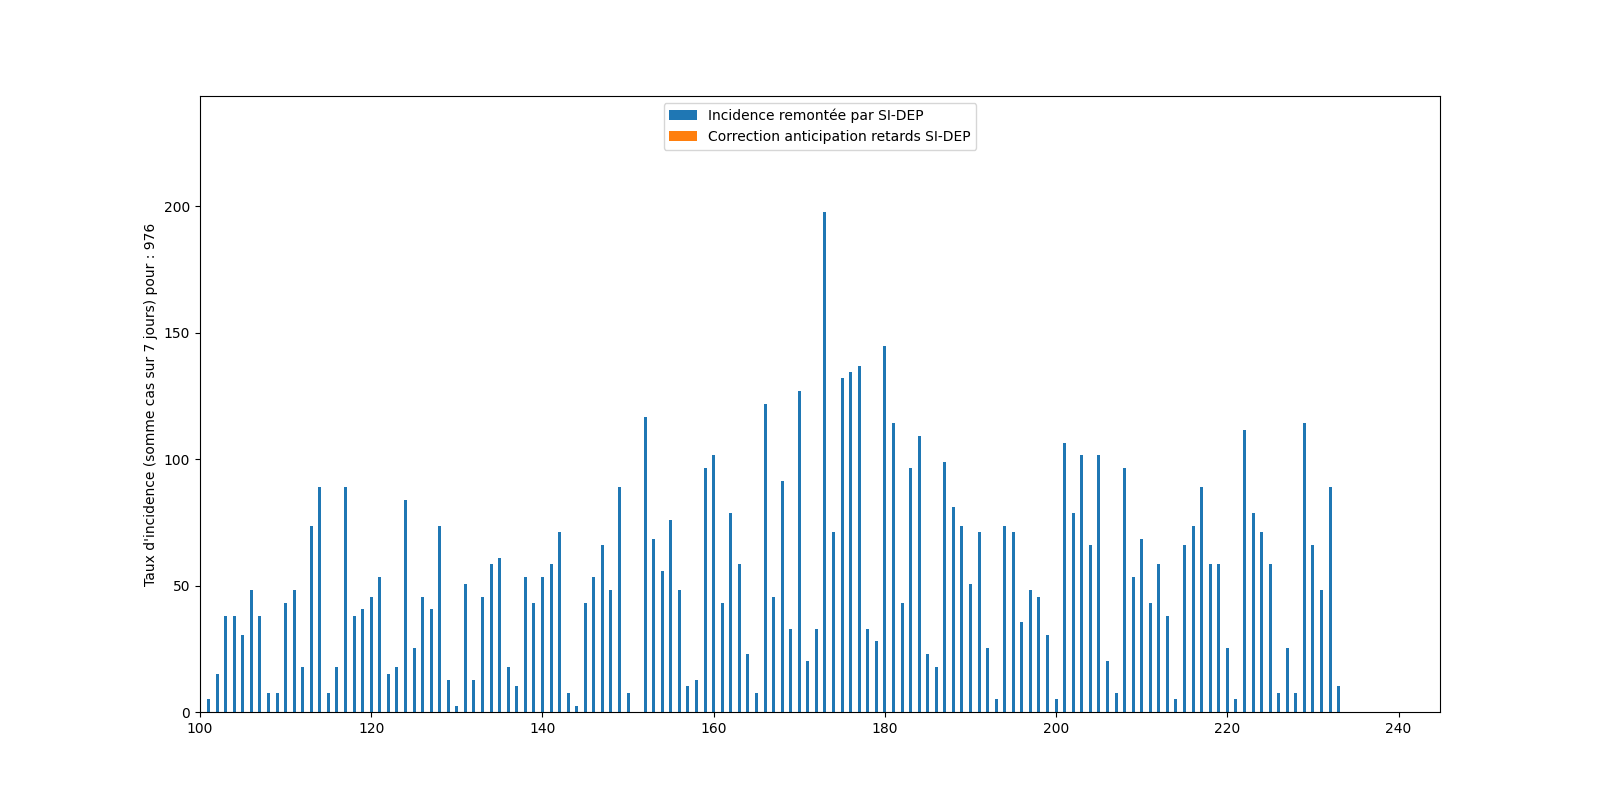 Incidence remontée par SI-DEP
Correction anticipation retards SI-DEP
Taux d'incidence (somme cas sur 7 jours) pour : 976
200
150
100
50
0
100 120 140 160 180 200 220 240